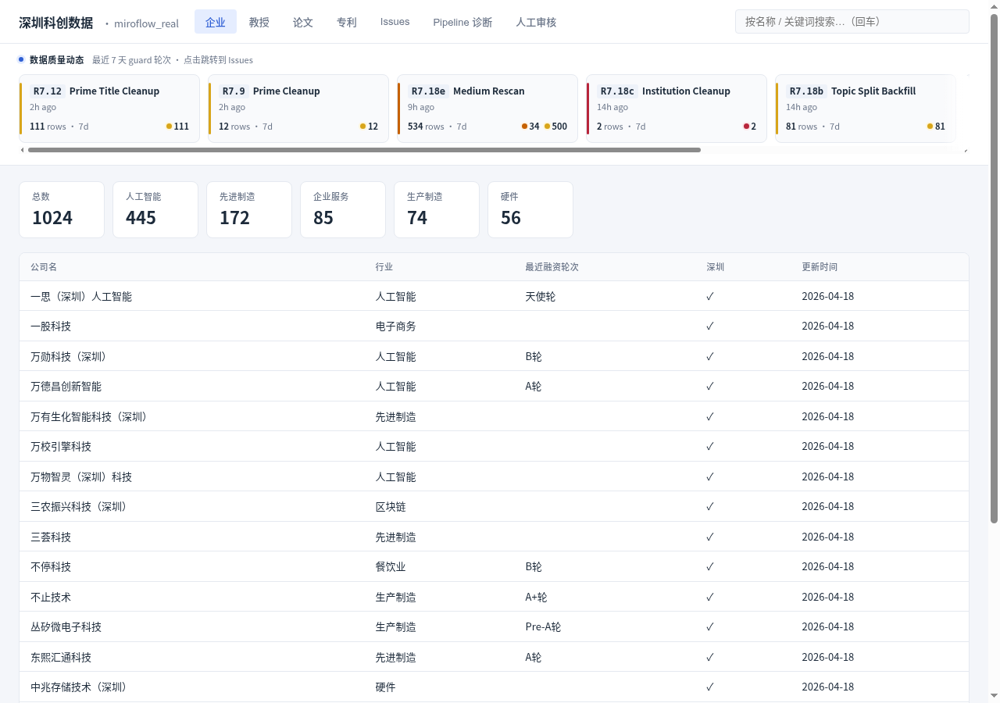 深圳科创数据 · miroflow_real 企业 教授 论文 专利 Issues Pipeline 诊断 人工审核 按名称 / 关键词搜索…（回车）
数据质量动态 最近 7 天 guard 轮次 · 点击跳转到 Issues
R7.12 Prime Title Cleanup
2h ago
111 rows · 7d 111
R7.9 Prime Cleanup
2h ago
12 rows · 7d 12
R7.18e Medium Rescan
9h ago
534 rows · 7d 34 500
R7.18c Institution Cleanup
14h ago
2 rows · 7d 2
R7.18b Topic Split Backfill
14h ago
81 rows · 7d 81
总数
1024
人工智能
445
先进制造
172
企业服务
85
生产制造
74
硬件
56
公司名 行业 最近融资轮次 深圳 更新时间
一思（深圳）人工智能 人工智能 天使轮 ✓ 2026-04-18
一股科技 电子商务 ✓ 2026-04-18
万勋科技（深圳） 人工智能 B轮 ✓ 2026-04-18
万德昌创新智能 人工智能 A轮 ✓ 2026-04-18
万有生化智能科技（深圳） 先进制造 ✓ 2026-04-18
万校引擎科技 人工智能 ✓ 2026-04-18
万物智灵（深圳）科技 人工智能 ✓ 2026-04-18
三农振兴科技（深圳） 区块链 ✓ 2026-04-18
三荟科技 先进制造 ✓ 2026-04-18
不停科技 餐饮业 B轮 ✓ 2026-04-18
不止技术 生产制造 A+轮 ✓ 2026-04-18
丛矽微电子科技 生产制造 Pre-A轮 ✓ 2026-04-18
东熙汇通科技 先进制造 A轮 ✓ 2026-04-18
中兆存储技术（深圳） 硬件 ✓ 2026-04-18